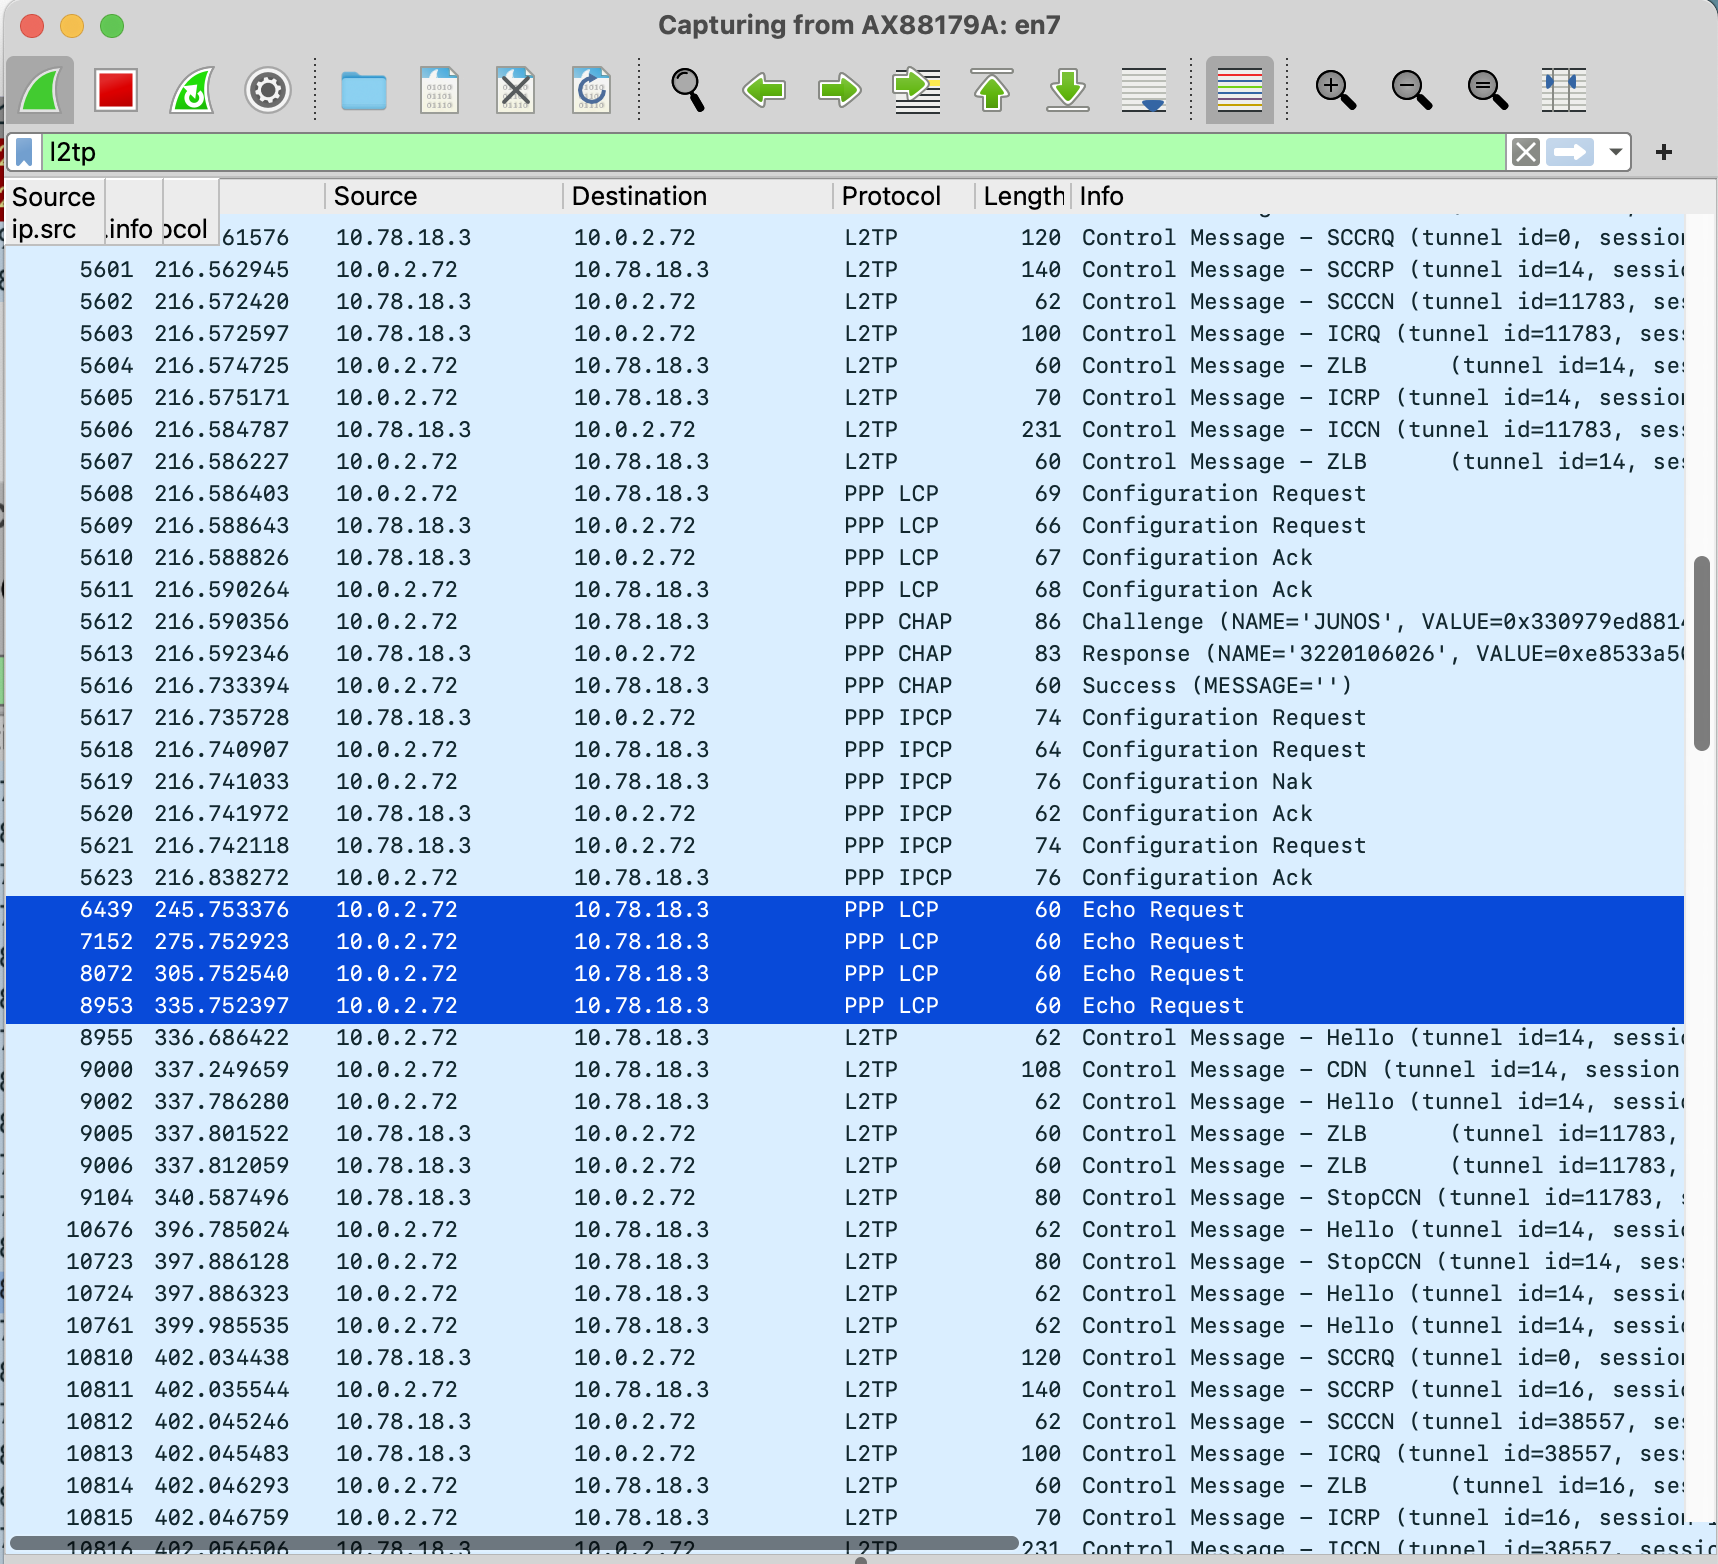 Capturing from AX88179A: en7
l2tp
+
Source Destination Protocol Length Info
Source
ip.src .info ocol
61576 10.78.18.3 10.0.2.72 L2TP 120 Control Message – SCCRQ (tunnel id=0, session
5601 216.562945 10.0.2.72 10.78.18.3 L2TP 140 Control Message – SCCRP (tunnel id=14, sessi
5602 216.572420 10.78.18.3 10.0.2.72 L2TP 62 Control Message – SCCCN (tunnel id=11783, ses
5603 216.572597 10.78.18.3 10.0.2.72 L2TP 100 Control Message – ICRQ (tunnel id=11783, sess
5604 216.574725 10.0.2.72 10.78.18.3 L2TP 60 Control Message – ZLB (tunnel id=14, ses
5605 216.575171 10.0.2.72 10.78.18.3 L2TP 70 Control Message – ICRP (tunnel id=14, session
5606 216.584787 10.78.18.3 10.0.2.72 L2TP 231 Control Message – ICCN (tunnel id=11783, sess
5607 216.586227 10.0.2.72 10.78.18.3 L2TP 60 Control Message – ZLB (tunnel id=14, ses
5608 216.586403 10.0.2.72 10.78.18.3 PPP LCP 69 Configuration Request
5609 216.588643 10.78.18.3 10.0.2.72 PPP LCP 66 Configuration Request
5610 216.588826 10.78.18.3 10.0.2.72 PPP LCP 67 Configuration Ack
5611 216.590264 10.0.2.72 10.78.18.3 PPP LCP 68 Configuration Ack
5612 216.590356 10.0.2.72 10.78.18.3 PPP CHAP 86 Challenge (NAME='JUNOS', VALUE=0x330979ed8814
5613 216.592346 10.78.18.3 10.0.2.72 PPP CHAP 83 Response (NAME='3220106026', VALUE=0xe8533a50
5616 216.733394 10.0.2.72 10.78.18.3 PPP CHAP 60 Success (MESSAGE='')
5617 216.735728 10.78.18.3 10.0.2.72 PPP IPCP 74 Configuration Request
5618 216.740907 10.0.2.72 10.78.18.3 PPP IPCP 64 Configuration Request
5619 216.741033 10.0.2.72 10.78.18.3 PPP IPCP 76 Configuration Nak
5620 216.741972 10.78.18.3 10.0.2.72 PPP IPCP 62 Configuration Ack
5621 216.742118 10.78.18.3 10.0.2.72 PPP IPCP 74 Configuration Request
5623 216.838272 10.0.2.72 10.78.18.3 PPP IPCP 76 Configuration Ack
6439 245.753376 10.0.2.72 10.78.18.3 PPP LCP 60 Echo Request
7152 275.752923 10.0.2.72 10.78.18.3 PPP LCP 60 Echo Request
8072 305.752540 10.0.2.72 10.78.18.3 PPP LCP 60 Echo Request
8953 335.752397 10.0.2.72 10.78.18.3 PPP LCP 60 Echo Request
8955 336.686422 10.0.2.72 10.78.18.3 L2TP 62 Control Message – Hello (tunnel id=14, sessi
9000 337.249659 10.0.2.72 10.78.18.3 L2TP 108 Control Message – CDN (tunnel id=14, session
9002 337.786280 10.0.2.72 10.78.18.3 L2TP 62 Control Message – Hello (tunnel id=14, sessi
9005 337.801522 10.78.18.3 10.0.2.72 L2TP 60 Control Message – ZLB (tunnel id=11783,
9006 337.812059 10.78.18.3 10.0.2.72 L2TP 60 Control Message – ZLB (tunnel id=11783,
9104 340.587496 10.78.18.3 10.0.2.72 L2TP 80 Control Message – StopCCN (tunnel id=11783, s
10676 396.785024 10.0.2.72 10.78.18.3 L2TP 62 Control Message – Hello (tunnel id=14, sessi
10723 397.886128 10.0.2.72 10.78.18.3 L2TP 80 Control Message – StopCCN (tunnel id=14, sess
10724 397.886323 10.0.2.72 10.78.18.3 L2TP 62 Control Message – Hello (tunnel id=14, sessi
10761 399.985535 10.0.2.72 10.78.18.3 L2TP 62 Control Message – Hello (tunnel id=14, sessi
10810 402.034438 10.78.18.3 10.0.2.72 L2TP 120 Control Message – SCCRQ (tunnel id=0, session
10811 402.035544 10.0.2.72 10.78.18.3 L2TP 140 Control Message – SCCRP (tunnel id=16, sessi
10812 402.045246 10.78.18.3 10.0.2.72 L2TP 62 Control Message – SCCCN (tunnel id=38557, ses
10813 402.045483 10.78.18.3 10.0.2.72 L2TP 100 Control Message – ICRQ (tunnel id=38557, sess
10814 402.046293 10.0.2.72 10.78.18.3 L2TP 60 Control Message – ZLB (tunnel id=16, ses
10815 402.046759 10.0.2.72 10.78.18.3 L2TP 70 Control Message – ICRP (tunnel id=16, session
10816 402.056506 10.78.18.3 10.0.2.72 L2TP 231 Control Message – ICCN (tunnel id=38557, sessi